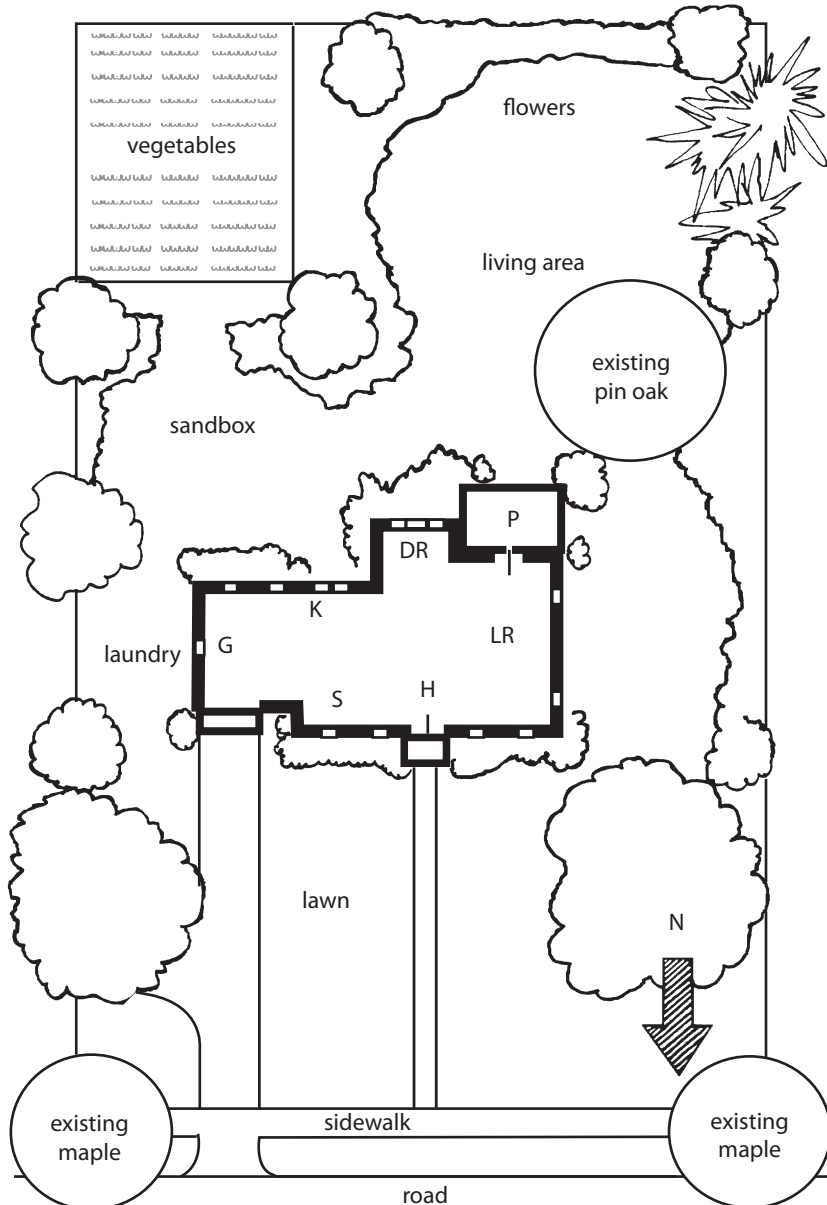 flowers
vegetables
living area
existing
pin oak
sandbox
P
DR
K
LR
laundry
G
S
H
lawn
N
existing
maple
sidewalk
existing
maple
road